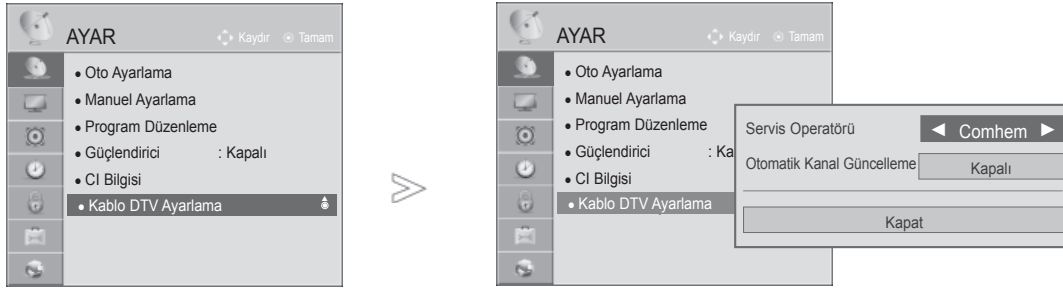 AYAR Kaydır Tamam
• Oto Ayarlama
• Manuel Ayarlama
• Program Düzenleme
• Güçlendirici : Kapalı
• CI Bilgisi
• Kablo DTV Ayarlama
AYAR Kaydır Tamam
• Oto Ayarlama
• Manuel Ayarlama
• Program Düzenleme
• Güçlendirici : Ka
• CI Bilgisi
• Kablo DTV Ayarlama
Servis Operatörü ◄ Comhem ►
Otomatik Kanal Güncelleme Kapalı
Kapat